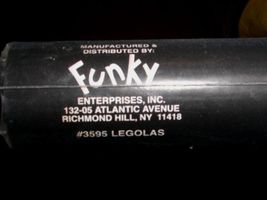 MANUFACTURED &
DISTRIBUTED BY:
Funky
ENTERPRISES, INC.
132-05 ATLANTIC AVENUE
RICHMOND HILL, NY 11418
#3595 LEGOLAS